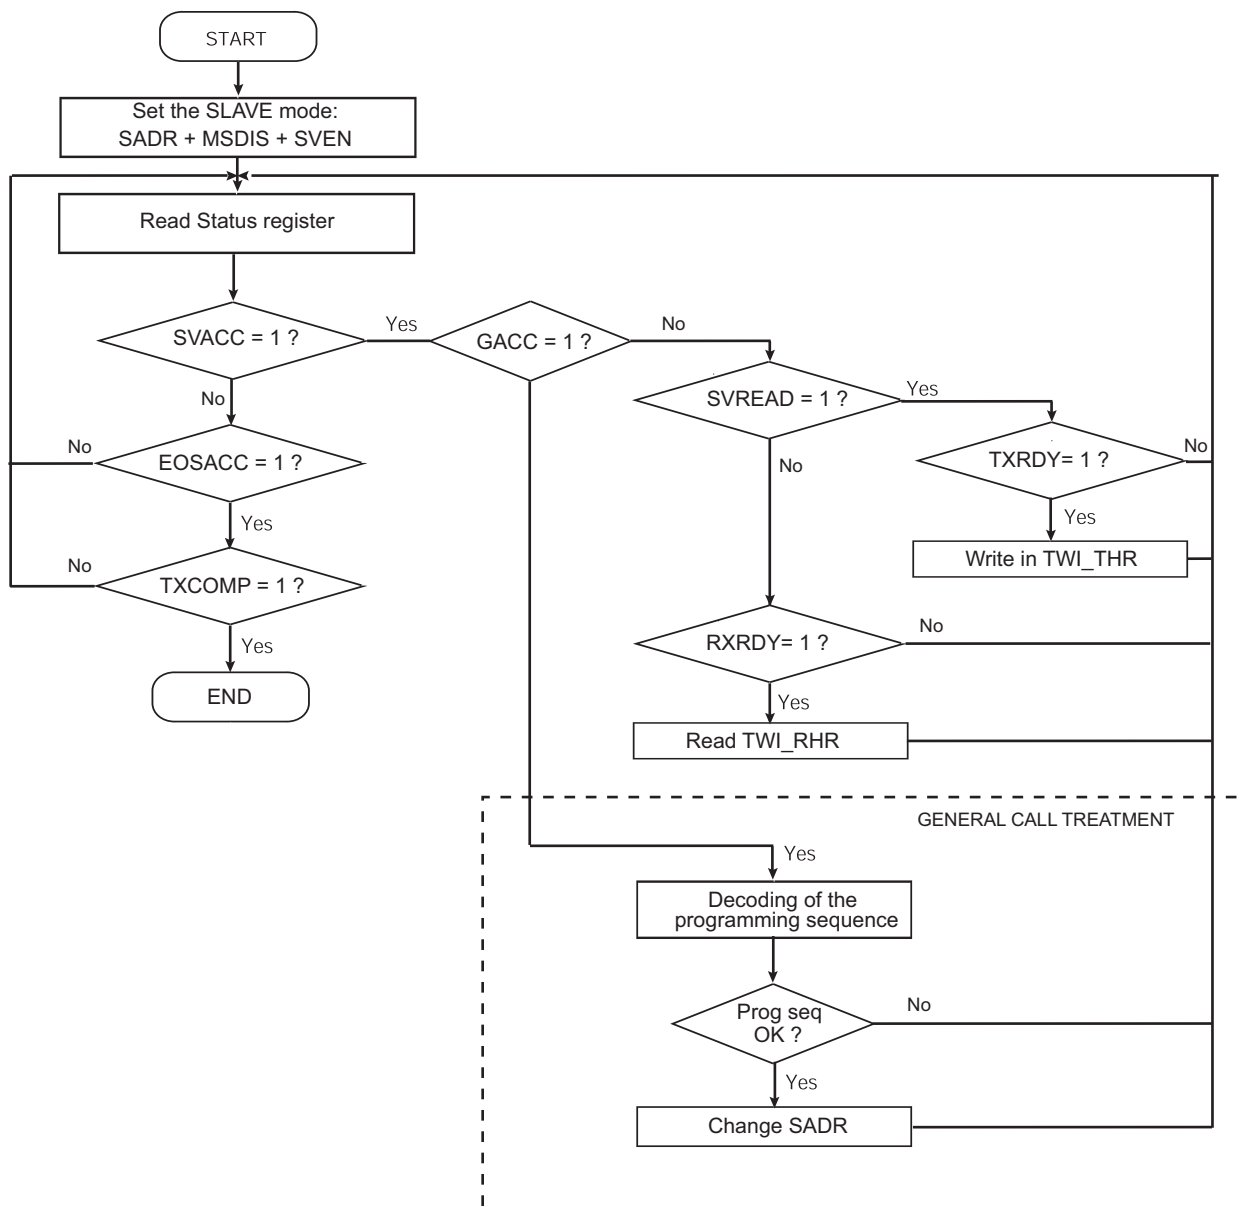 START
Set the SLAVE mode:
SADR + MSDIS + SVEN
Read Status register
SVACC = 1 ?
Yes
GACC = 1 ?
No
SVREAD = 1 ?
Yes
No
EOSACC = 1 ?
No
No
TXRDY= 1 ?
No
Yes
Yes
Write in TWI_THR
TXCOMP = 1 ?
No
Yes
END
RXRDY= 1 ?
No
Yes
Read TWI_RHR
GENERAL CALL TREATMENT
Yes
Decoding of the
programming sequence
Prog seq
OK ?
No
Yes
Change SADR